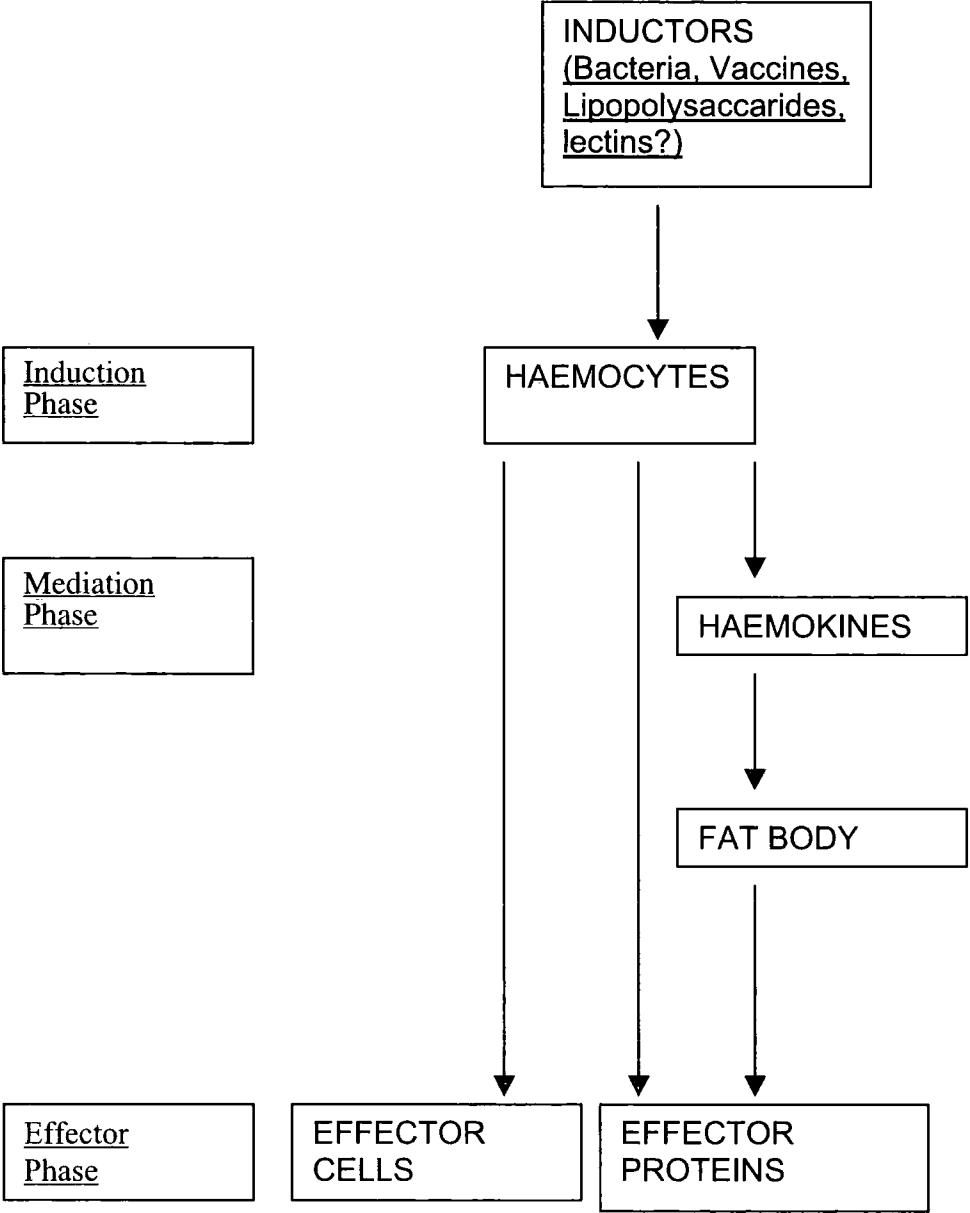 INDUCTORS
(Bacteria, Vaccines,
Lipopolysaccarides,
lectins?)
Induction
Phase
HAEMOCYTES
Mediation
Phase
HAEMOKINES
FAT BODY
Effector
Phase
EFFECTOR
CELLS
EFFECTOR
PROTEINS